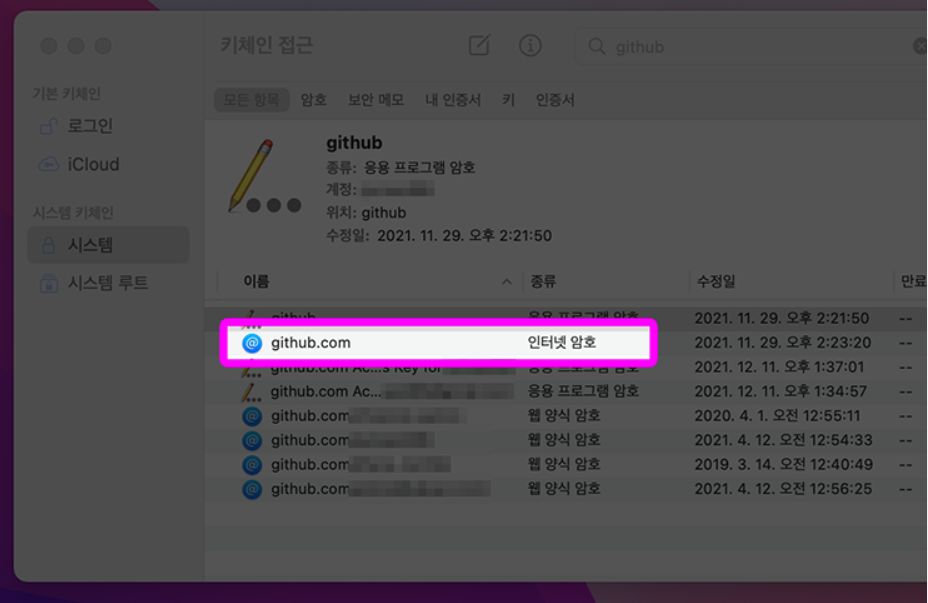 키체인 접근
github
기본 키체인
로그인
iCloud
시스템 키체인
시스템
시스템 루트
모든 항목 암호 보안 메모 내 인증서 키 인증서
github
종류: 응용 프로그램 암호
계정:
위치: github
수정일: 2021. 11. 29. 오후 2:21:50
이름 종류 수정일 만료
github 응용 프로그램 암호 2021. 11. 29. 오후 2:21:50 --
github.com 인터넷 암호 2021. 11. 29. 오후 2:23:20 --
github.com Ac...s Key for 응용 프로그램 암호 2021. 12. 11. 오후 1:37:01 --
github.com Ac... 응용 프로그램 암호 2021. 12. 11. 오후 1:34:57 --
github.com 웹 양식 암호 2020. 4. 1. 오전 12:55:11 --
github.com 웹 양식 암호 2021. 4. 12. 오전 12:54:33 --
github.com 웹 양식 암호 2019. 3. 14. 오전 12:40:49 --
github.com 웹 양식 암호 2021. 4. 12. 오전 12:56:25 --